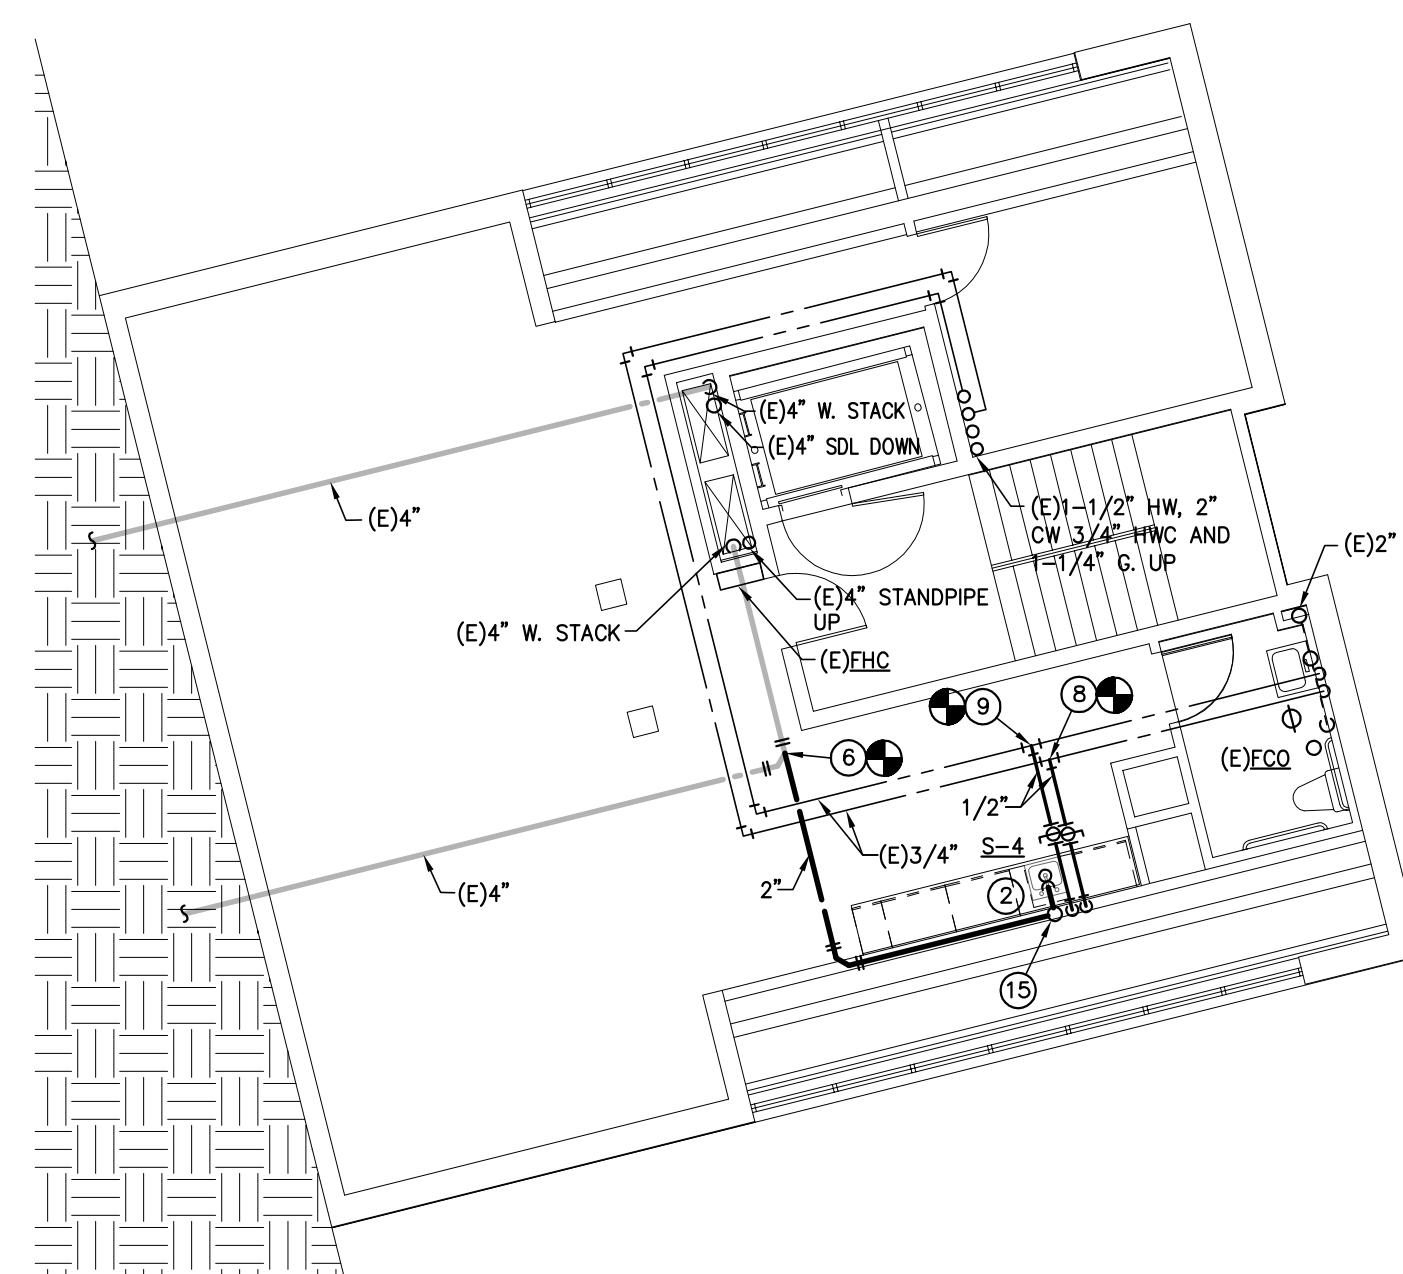 (E)4” W. STACK
(E)4” SDL DOWN
(E)4”
(E)1-1/2” HW, 2”
CW 3/4” HWC AND
1-1/4” G. UP
(E)2”
(E)4” STANDPIPE
UP
(E)4” W. STACK
(E)FHC
9
8
6
(E)FCO
1/2”
S-4
(E)3/4”
2”
2
(E)4”
15